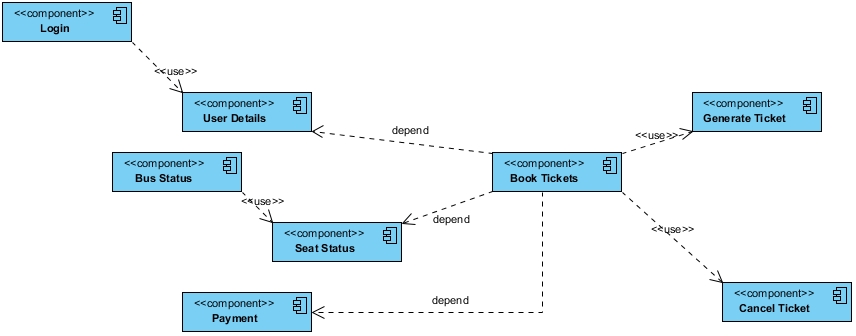 <<component>>
Login
<<use>>
<<component>>
User Details
<<component>>
Generate Ticket
depend
<<use>>
<<component>>
Bus Status
<<component>>
Book Tickets
<<use>>
depend
<<component>>
Seat Status
<<use>>
<<component>>
Payment
depend
<<component>>
Cancel Ticket